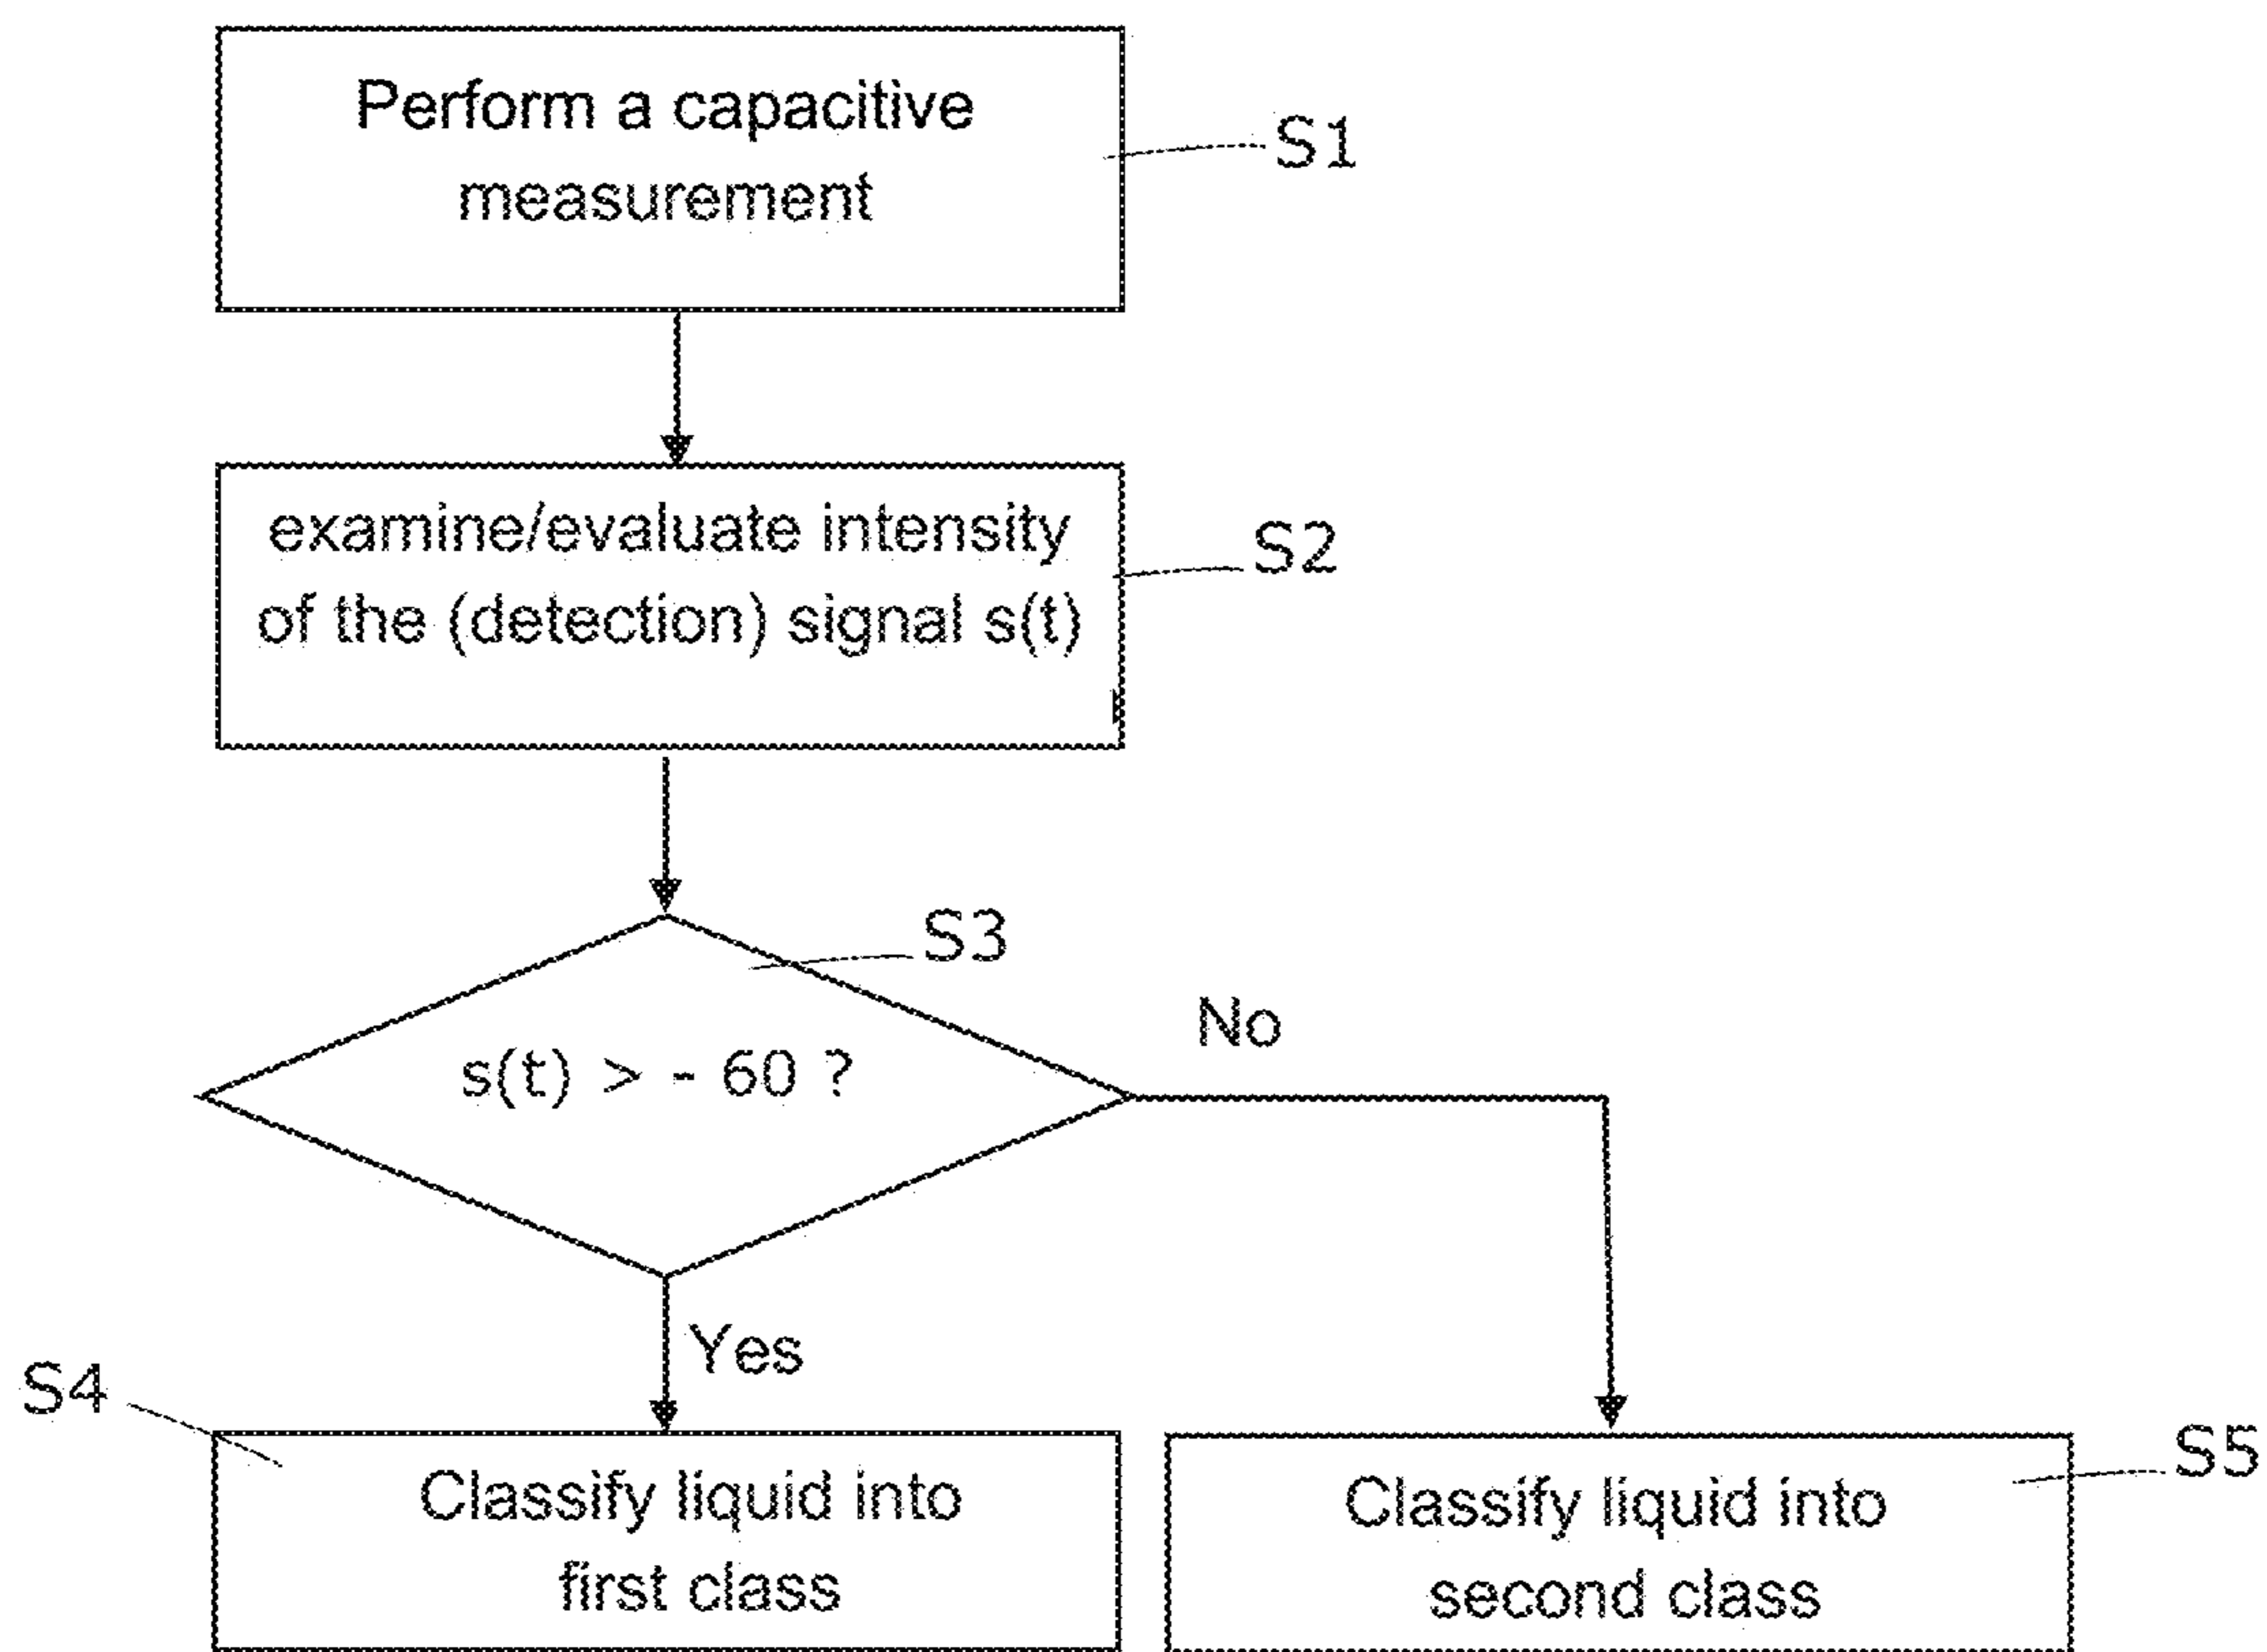 Perform a capacitive
measurement
S1
examine/evaluate intensity
of the (detection) signal s(t)
S2
S3
s(t) > - 60 ?
No
Yes
S4
Classify liquid into
first class
Classify liquid into
second class
S5